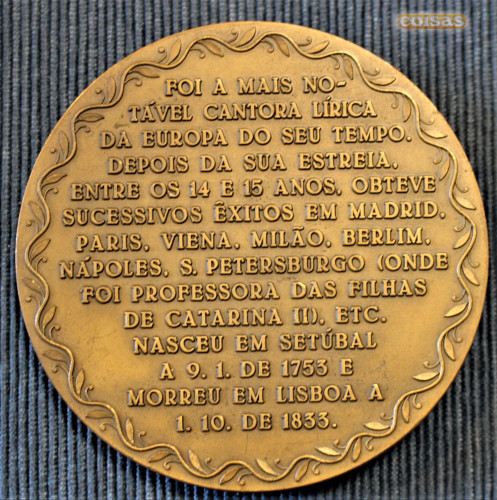 coisas
FOI A MAIS NO-
TÁVEL CANTORA LÍRICA
DA EUROPA DO SEU TEMPO.
DEPOIS DA SUA ESTREIA,
ENTRE OS 14 E 15 ANOS, OBTEVE
SUCESSIVOS ÊXITOS EM MADRID,
PARIS, VIENA, MILÃO, BERLIM,
NÁPOLES, S. PETERSBURGO (ONDE
FOI PROFESSORA DAS FILHAS
DE CATARINA II), ETC.
NASCEU EM SETÚBAL
A 9. 1. DE 1753 E
MORREU EM LISBOA A
1. 10. DE 1833.